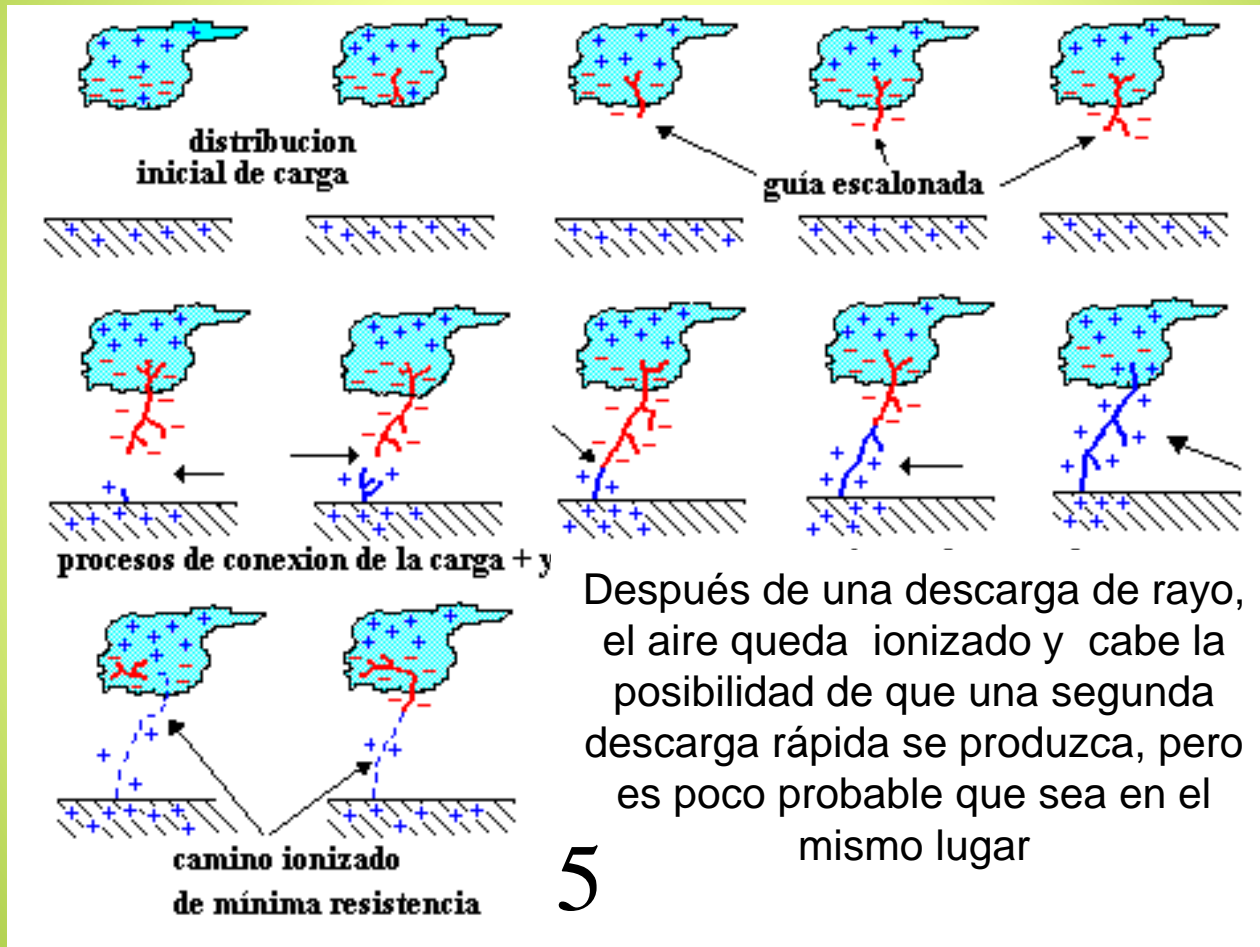 distribucion
inicial de carga
guía escalonada
procesos de conexion de la carga + y
Después de una descarga de rayo,
el aire queda ionizado y cabe la
posibilidad de que una segunda
descarga rápida se produzca, pero
es poco probable que sea en el
mismo lugar
camino ionizado
de mínima resistencia
5